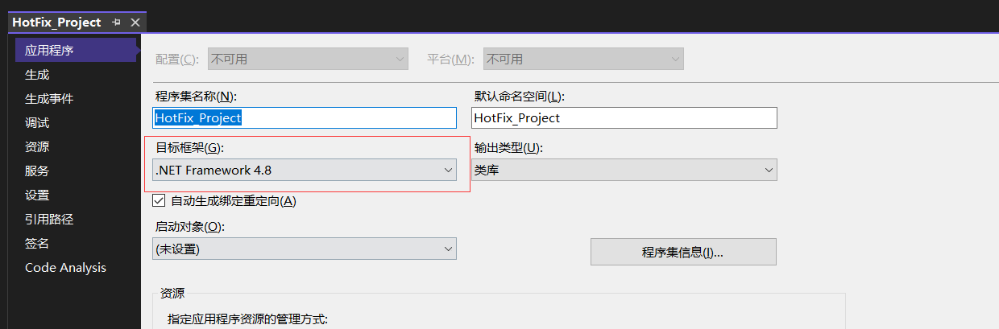 HotFix_Project
应用程序
生成
生成事件
调试
资源
服务
设置
引用路径
签名
Code Analysis
配置(C): 不可用 平台(M): 不可用
程序集名称(N): 默认命名空间(L):
HotFix_Project HotFix_Project
目标框架(G): 输出类型(U):
.NET Framework 4.8 类库
自动生成绑定重定向(A)
启动对象(O):
(未设置) 程序集信息(I)...
资源
指定应用程序资源的管理方式: